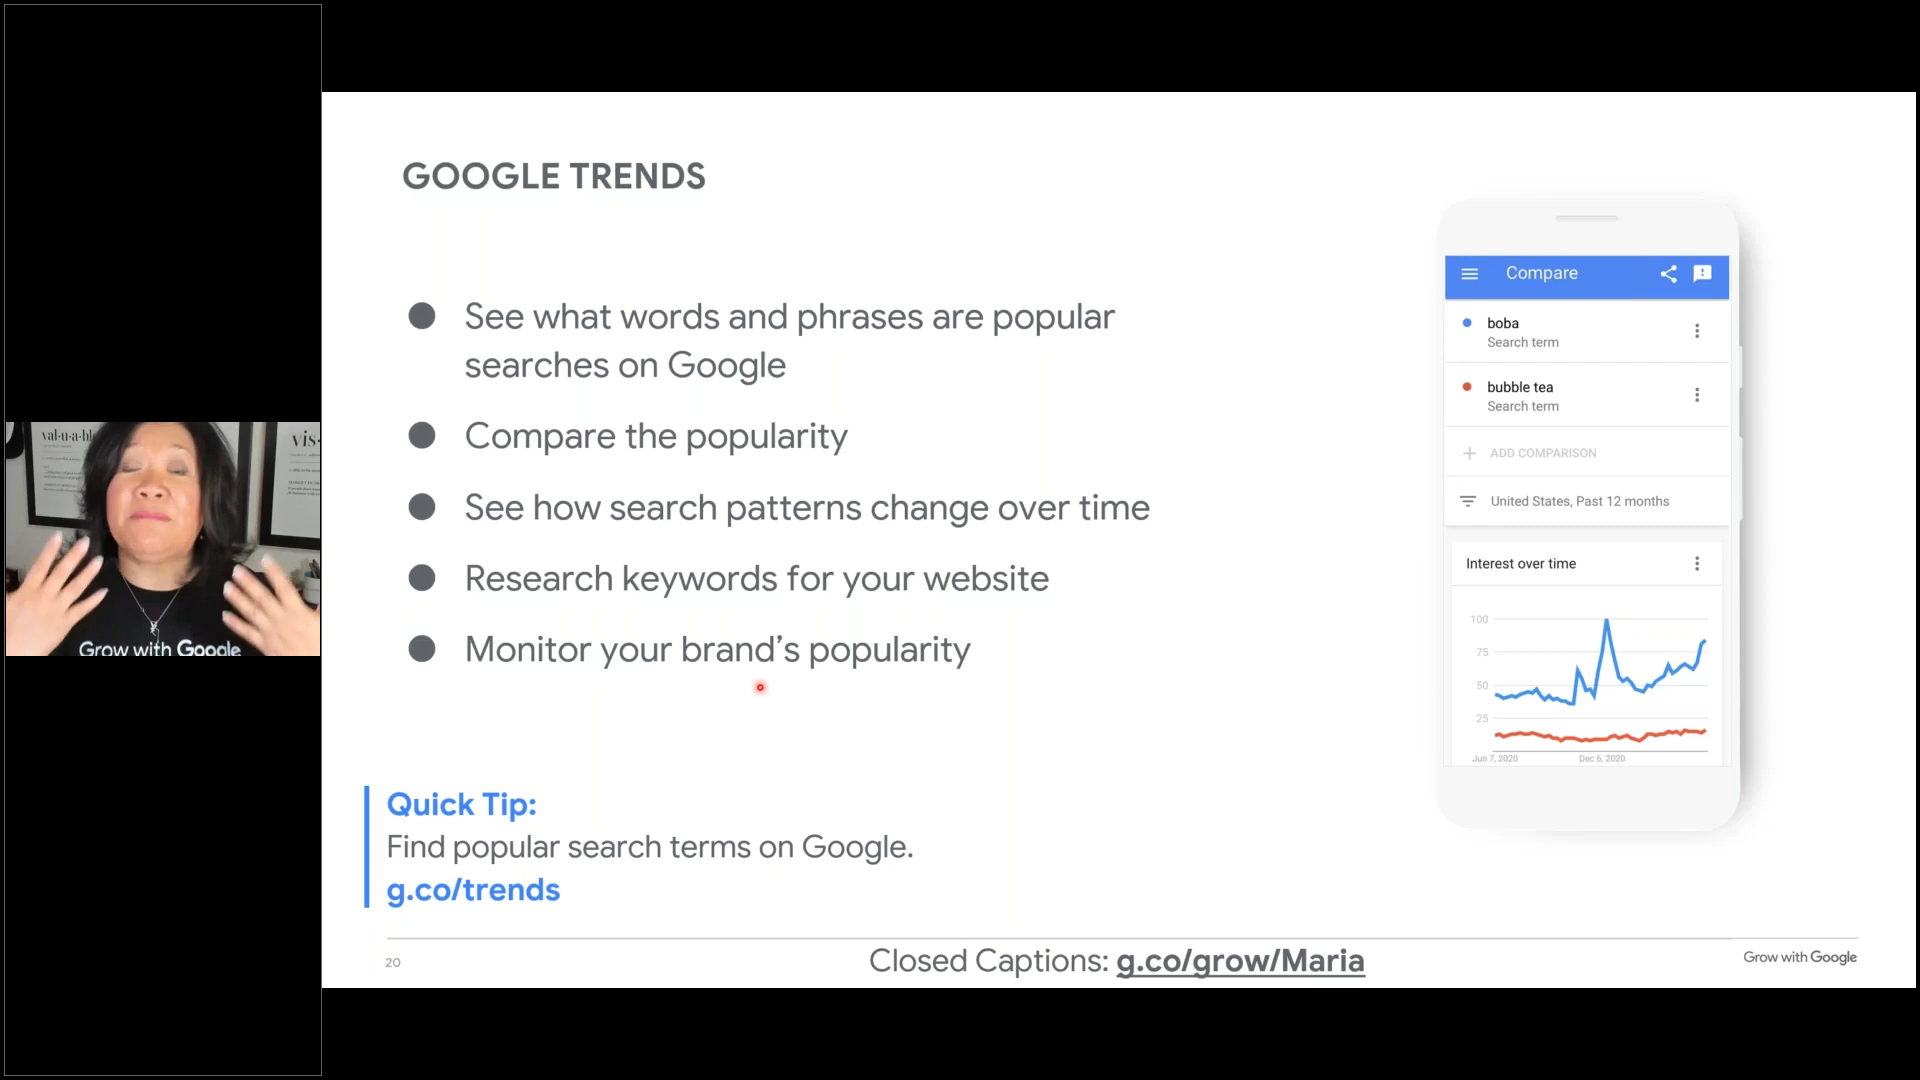 GOOGLE TRENDS
See what words and phrases are popular
searches on Google
Compare the popularity
See how search patterns change over time
Research keywords for your website
Monitor your brand's popularity
Quick Tip:
Find popular search terms on Google.
g.co/trends
20
Closed Captions: g.co/grow/Maria
Grow with Google
Compare
boba
Search term
bubble tea
Search term
ADD COMPARISON
United States, Past 12 months
Interest over time
100
75
50
25
Jun 7, 2020
Dec 6, 2020
val·u·a·bl
vis·
Grow with Google